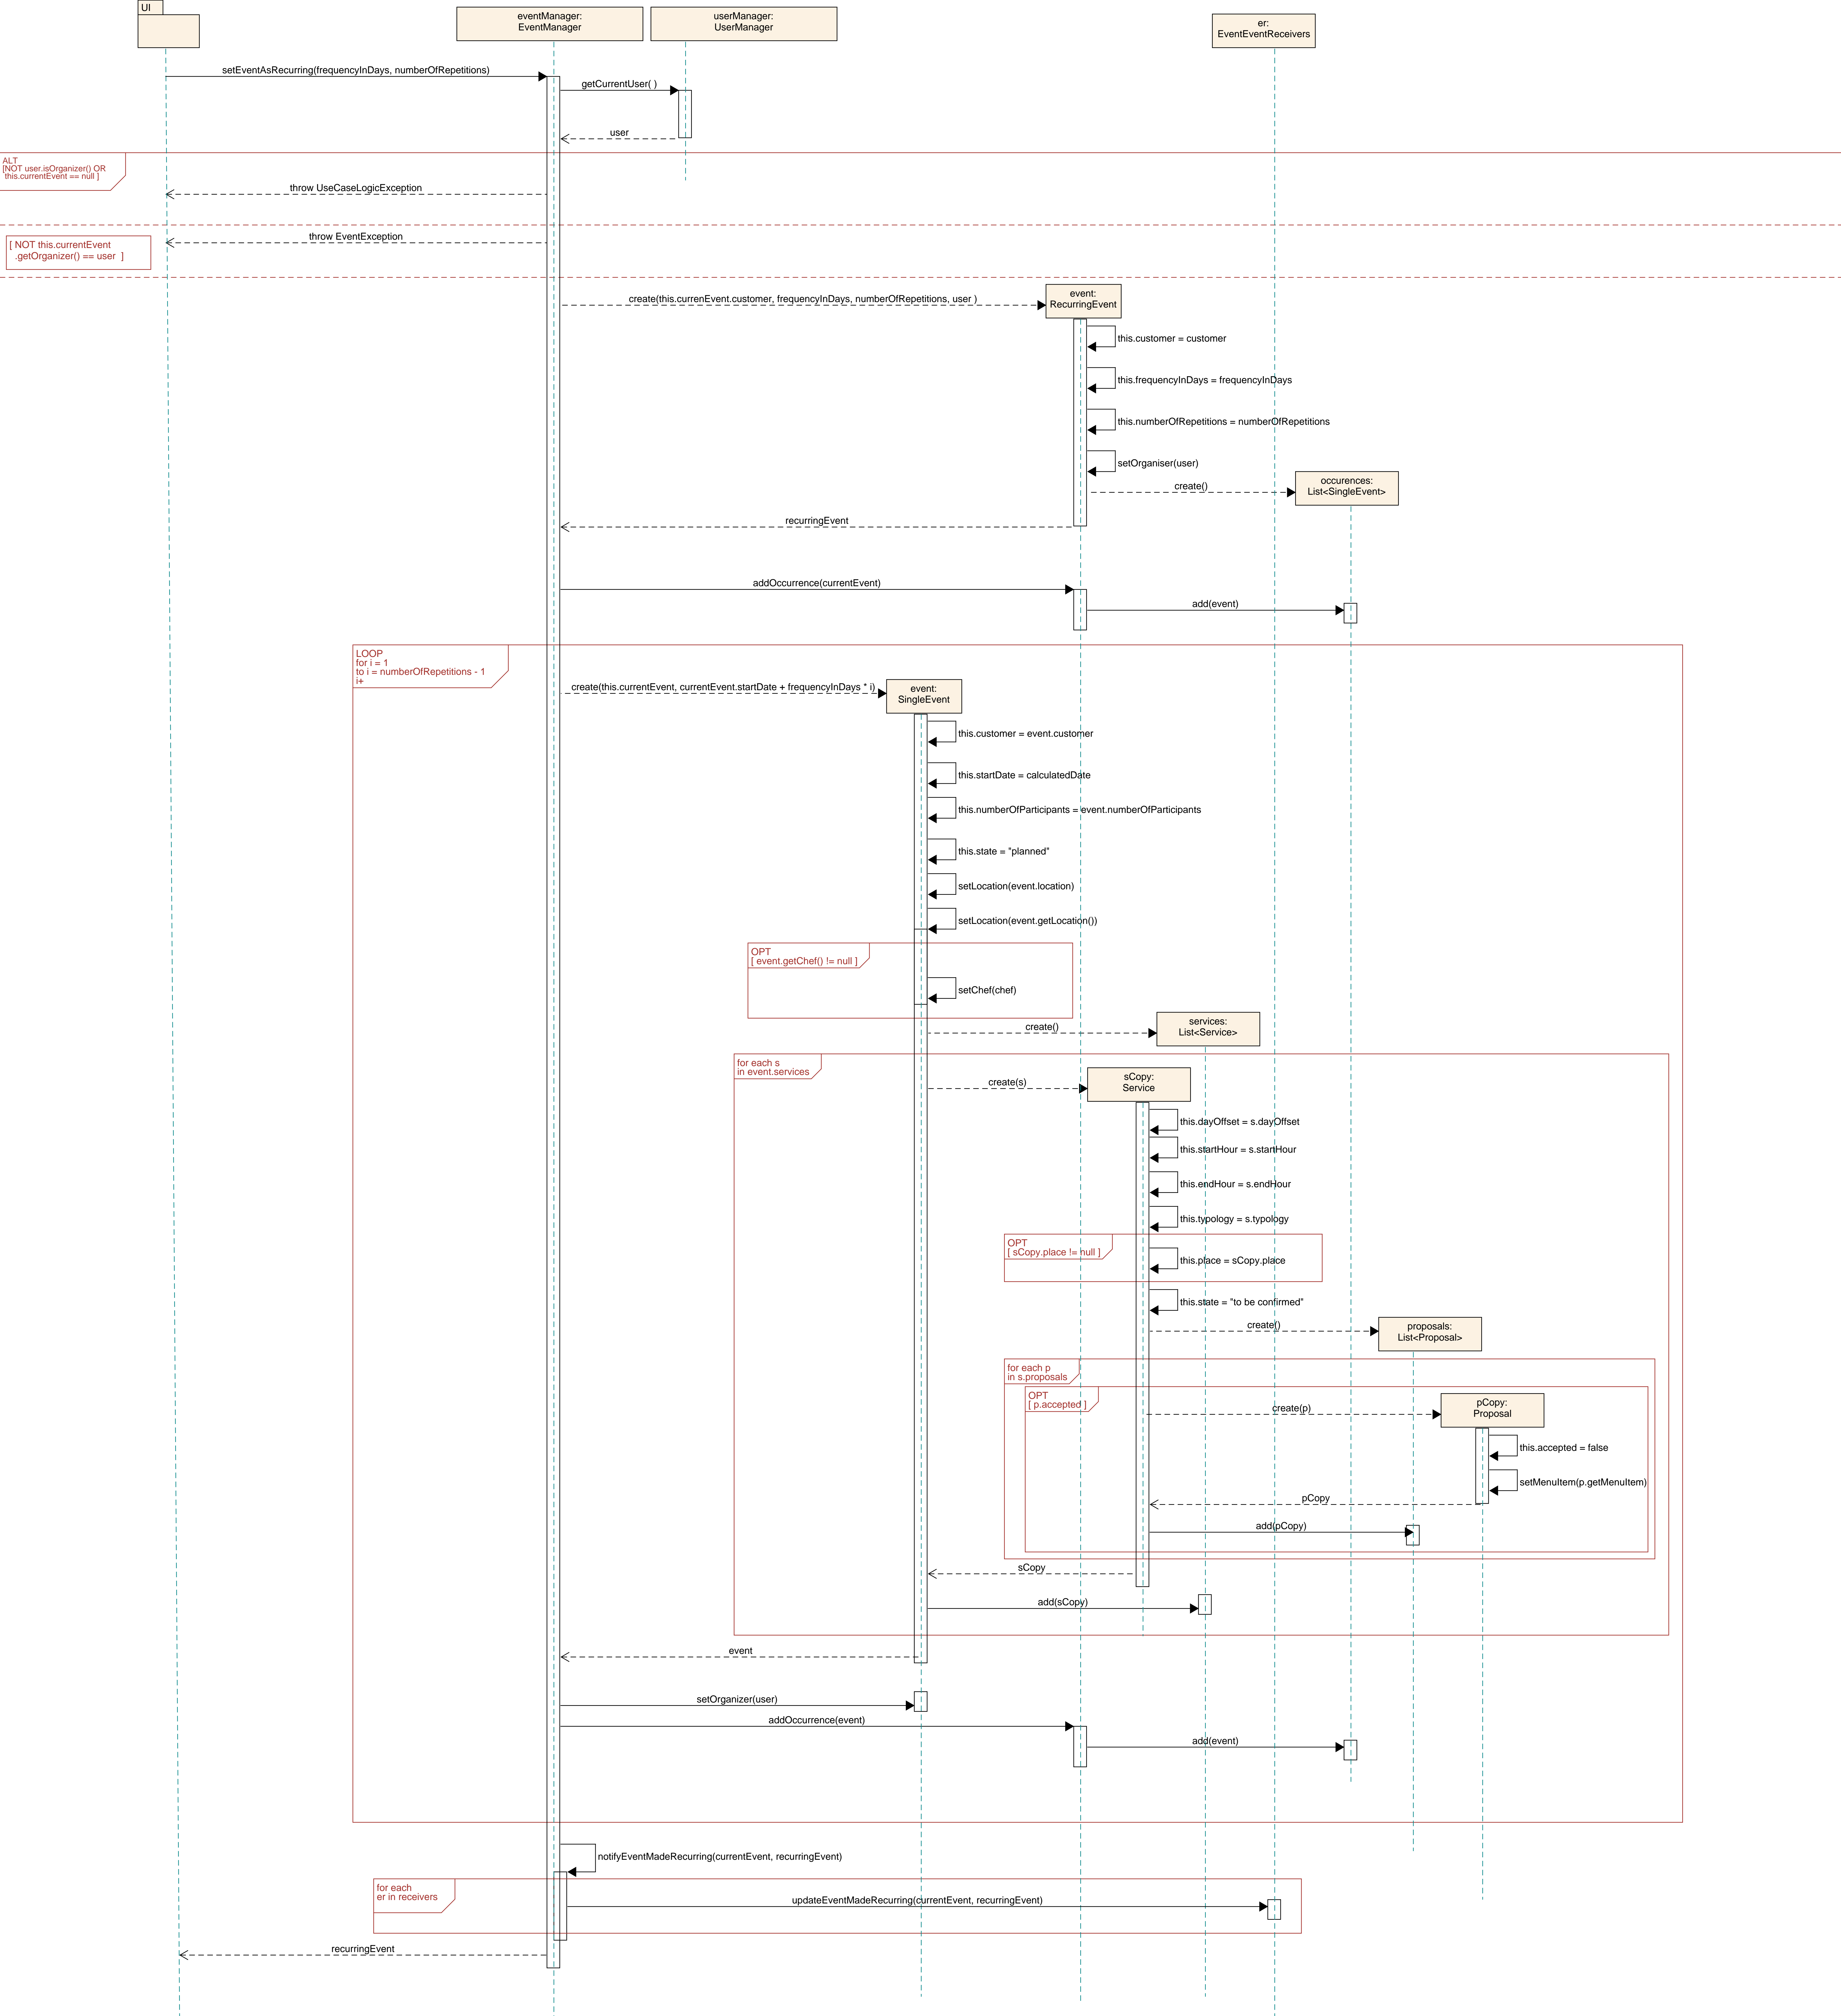 UI
eventManager:
EventManager
userManager:
UserManager
er:
EventEventReceivers
setEventAsRecurring(frequencyInDays, numberOfRepetitions)
getCurrentUser( )
user
ALT
[NOT user.isOrganizer() OR
this.currentEvent == null ]
throw UseCaseLogicException
throw EventException
[ NOT this.currentEvent
.getOrganizer() == user ]
create(this.currenEvent.customer, frequencyInDays, numberOfRepetitions, user )
event:
RecurringEvent
this.customer = customer
this.frequencyInDays = frequencyInDays
this.numberOfRepetitions = numberOfRepetitions
setOrganiser(user)
create()
occurences:
List<SingleEvent>
recurringEvent
addOccurrence(currentEvent)
add(event)
LOOP
for i = 1
to i = numberOfRepetitions - 1
i+
create(this.currentEvent, currentEvent.startDate + frequencyInDays * i)
event:
SingleEvent
this.customer = event.customer
this.startDate = calculatedDate
this.numberOfParticipants = event.numberOfParticipants
this.state = "planned"
setLocation(event.location)
setLocation(event.getLocation())
OPT
[ event.getChef() != null ]
setChef(chef)
create()
services:
List<Service>
for each s
in event.services
create(s)
sCopy:
Service
this.dayOffset = s.dayOffset
this.startHour = s.startHour
this.endHour = s.endHour
this.typology = s.typology
OPT
[ sCopy.place != null ]
this.place = sCopy.place
this.state = "to be confirmed"
create()
proposals:
List<Proposal>
for each p
in s.proposals
OPT
[ p.accepted ]
create(p)
pCopy:
Proposal
this.accepted = false
setMenuItem(p.getMenuItem)
pCopy
add(pCopy)
sCopy
add(sCopy)
event
setOrganizer(user)
addOccurrence(event)
add(event)
notifyEventMadeRecurring(currentEvent, recurringEvent)
for each
er in receivers
updateEventMadeRecurring(currentEvent, recurringEvent)
recurringEvent